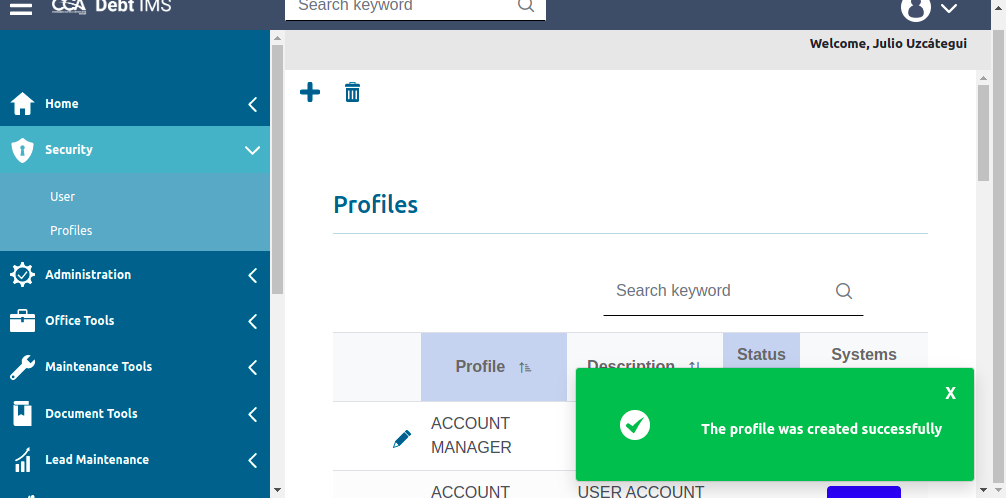 CCA Debt IMS
Search keyword
Welcome, Julio Uzcátegui
Home
Security
User
Profiles
Administration
Office Tools
Maintenance Tools
Document Tools
Lead Maintenance
Profiles
Search keyword
Profile
Description
Status
Systems
ACCOUNT
MANAGER
ACCOUNT
USER ACCOUNT
X
The profile was created successfully